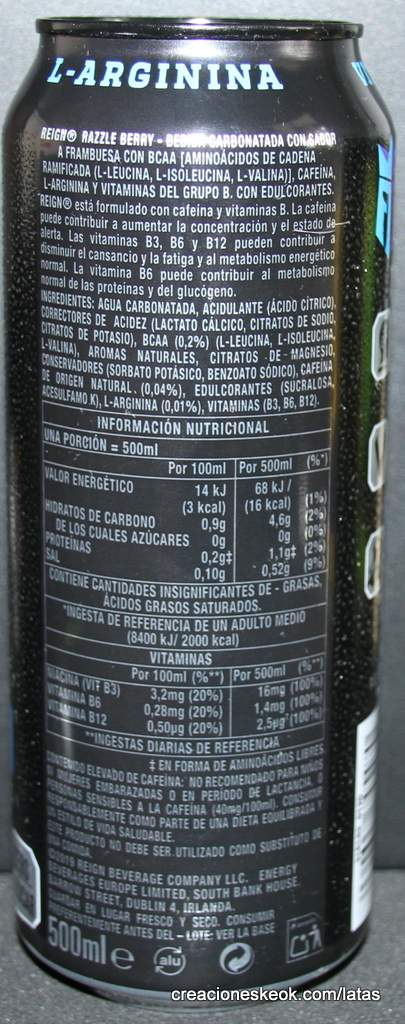 L-ARGININA
REIGN® RAZZLE BERRY - BEBIDA CARBONATADA CON SABOR
A FRAMBUESA CON BCAA [AMINOÁCIDOS DE CADENA
RAMIFICADA (L-LEUCINA, L-ISOLEUCINA, L-VALINA)], CAFEÍNA,
L-ARGININA Y VITAMINAS DEL GRUPO B. CON EDULCORANTES.
REIGN® está formulado con cafeína y vitaminas B. La cafeína
puede contribuir a aumentar la concentración y el estado de
alerta. Las vitaminas B3, B6 y B12 pueden contribuir a
disminuir el cansancio y la fatiga y al metabolismo energético
normal. La vitamina B6 puede contribuir al metabolismo
normal de las proteínas y del glucógeno.
INGREDIENTES: AGUA CARBONATADA, ACIDULANTE (ÁCIDO CÍTRICO),
CORRECTORES DE ACIDEZ (LACTATO CÁLCICO, CITRATOS DE SODIO,
CITRATOS DE POTASIO), BCAA (0,2%) (L-LEUCINA, L-ISOLEUCINA,
L-VALINA), AROMAS NATURALES, CITRATOS DE MAGNESIO,
CONSERVADORES (SORBATO POTÁSICO, BENZOATO SÓDICO), CAFEÍNA
DE ORIGEN NATURAL (0,04%), EDULCORANTES (SUCRALOSA,
ACESULFAMO K), L-ARGININA (0,01%), VITAMINAS (B3, B6, B12).
INFORMACIÓN NUTRICIONAL
UNA PORCIÓN = 500ml
Por 100ml Por 500ml (%*)
VALOR ENERGÉTICO 14 kJ 68 kJ /
(3 kcal) (16 kcal) (1%)
HIDRATOS DE CARBONO 0,9g 4,6g (2%)
DE LOS CUALES AZÚCARES 0g 0g (0%)
PROTEÍNAS 0,2g‡ 1,1g‡ (2%)
SAL 0,10g 0,52g (9%)
CONTIENE CANTIDADES INSIGNIFICANTES DE - GRASAS,
ÁCIDOS GRASOS SATURADOS.
*INGESTA DE REFERENCIA DE UN ADULTO MEDIO
(8400 kJ/ 2000 kcal)
VITAMINAS
Por 100ml (%**) Por 500ml (%**)
NIACINA (VIT B3) 3,2mg (20%) 16mg (100%)
VITAMINA B6 0,28mg (20%) 1,4mg (100%)
VITAMINA B12 0,50µg (20%) 2,5µg (100%)
**INGESTAS DIARIAS DE REFERENCIA
‡ EN FORMA DE AMINOÁCIDOS LIBRES
CONTENIDO ELEVADO DE CAFEÍNA: NO RECOMENDADO PARA NIÑOS
NI MUJERES EMBARAZADAS O EN PERÍODO DE LACTANCIA, O
PERSONAS SENSIBLES A LA CAFEÍNA (40mg/100ml). CONSUMIR
RESPONSABLEMENTE COMO PARTE DE UNA DIETA EQUILIBRADA Y
UN ESTILO DE VIDA SALUDABLE.
ESTE PRODUCTO NO DEBE SER UTILIZADO COMO SUBSTITUTO DE
UNA COMIDA.
©2019 REIGN BEVERAGE COMPANY LLC. ENERGY
BEVERAGES EUROPE LIMITED, SOUTH BANK HOUSE,
BARROW STREET, DUBLIN 4, IRLANDA.
GUARDAR EN LUGAR FRESCO Y SECO. CONSUMIR
PREFERENTEMENTE ANTES DEL - LOTE: VER LA BASE
500ml e alu
creacioneskeok.com/latas